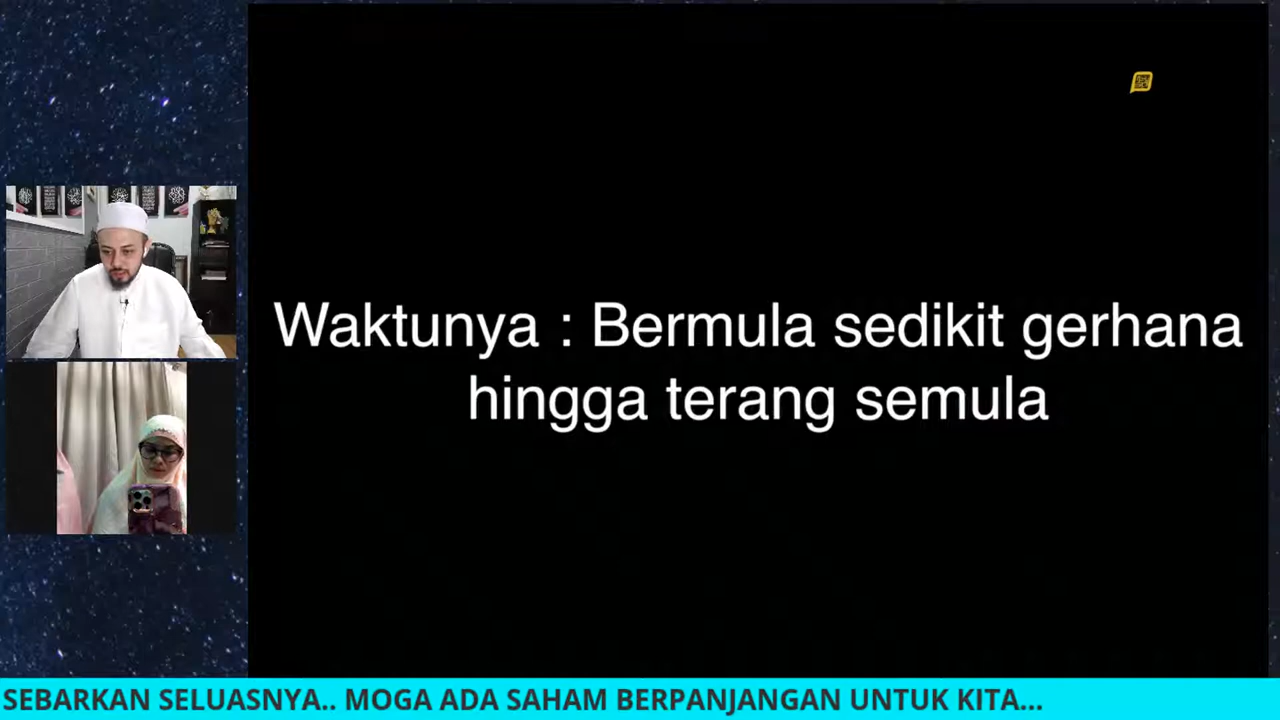 Waktunya : Bermula sedikit gerhana
hingga terang semula
SEBARKAN SELUASNYA.. MOGA ADA SAHAM BERPANJANGAN UNTUK KITA...